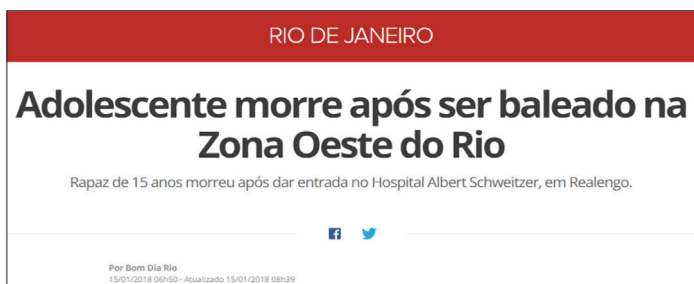 RIO DE JANEIRO
Adolescente morre após ser baleado na
Zona Oeste do Rio
Rapaz de 15 anos morreu após dar entrada no Hospital Albert Schweitzer, em Realengo.
Por Bom Dia Rio
15/01/2018 06h50 · Atualizado 15/01/2018 08h39